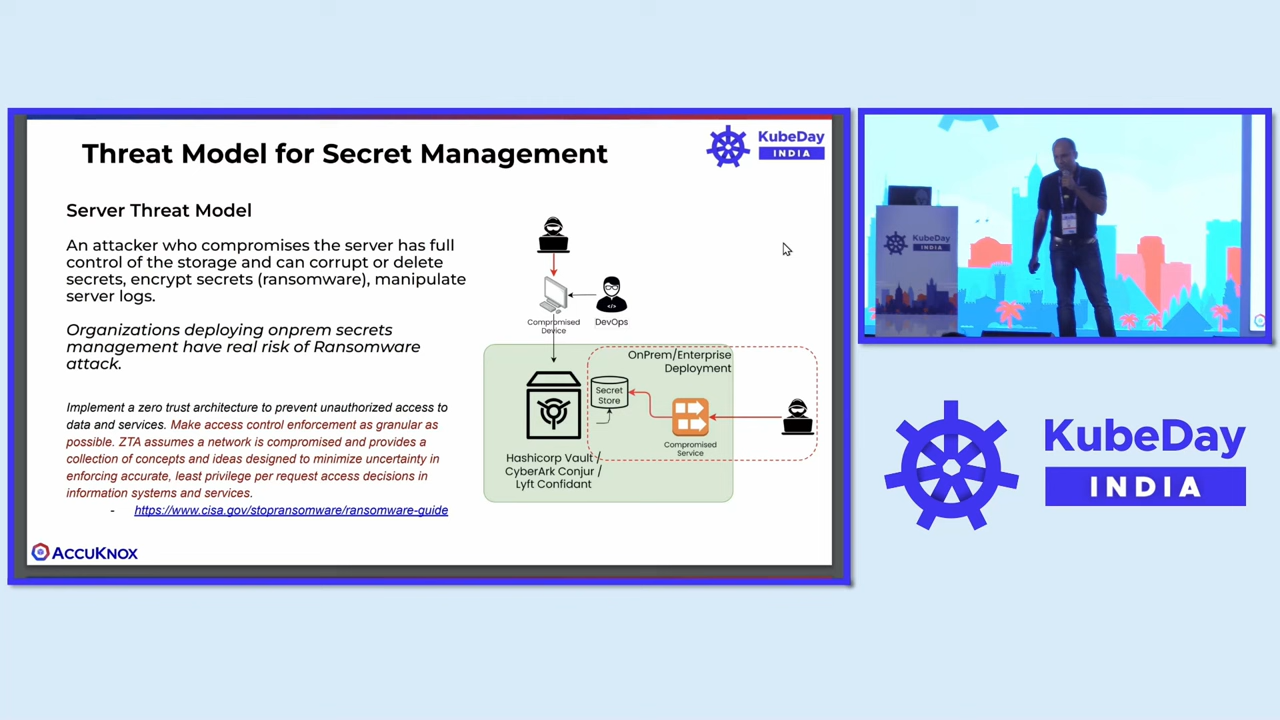 Threat Model for Secret Management
KubeDay
INDIA
Server Threat Model
An attacker who compromises the server has full
control of the storage and can corrupt or delete
secrets, encrypt secrets (ransomware), manipulate
server logs.
Organizations deploying onprem secrets
management have real risk of Ransomware
attack.
Implement a zero trust architecture to prevent unauthorized access to
data and services. Make access control enforcement as granular as
possible. ZTA assumes a network is compromised and provides a
collection of concepts and ideas designed to minimize uncertainty in
enforcing accurate, least privilege per request access decisions in
information systems and services.
- https://www.cisa.gov/stopransomware/ransomware-guide
ACCUKNOX
Compromised
Device
DevOps
OnPrem/Enterprise
Deployment
Secret
Store
Compromised
Service
Hashicorp Vault /
CyberArk Conjur /
Lyft Confidant
KubeDay
INDIA
KubeDay
INDIA